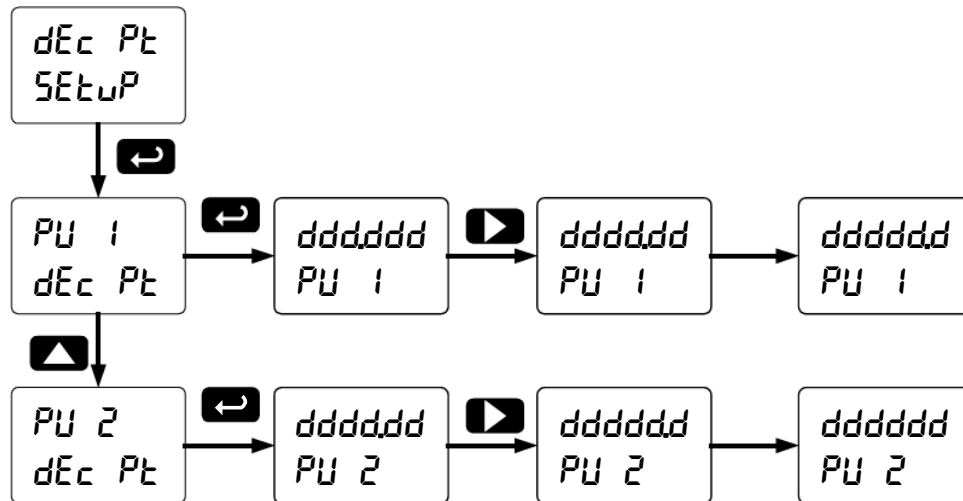 dEc Pt
SEtuP
PV 1
dEc Pt
ddd.ddd
PV 1
dddd.dd
PV 1
ddddd.d
PV 1
PV 2
dEc Pt
dddd.dd
PV 2
ddddd.d
PV 2
dddddd
PV 2